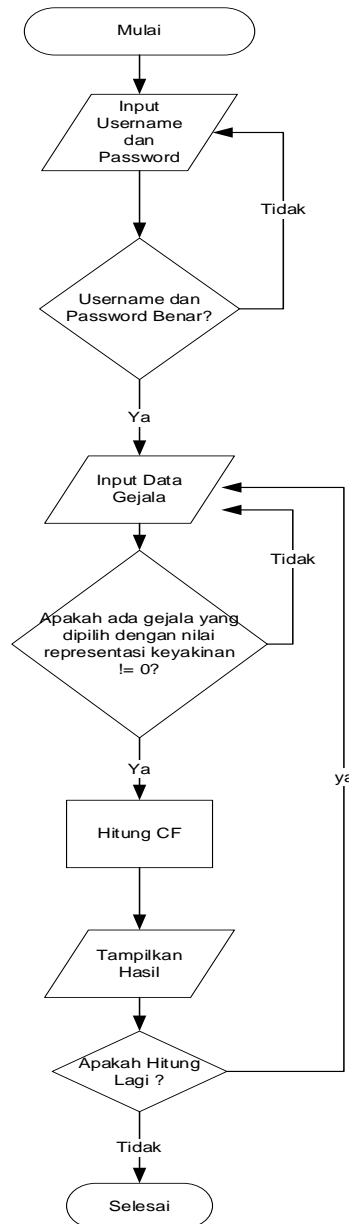 Mulai
Input
Username
dan
Password
Tidak
Username dan
Password Benar?
Ya
Input Data
Gejala
Tidak
Apakah ada gejala yang
dipilih dengan nilai
representasi keyakinan
!= 0?
Ya
ya
Hitung CF
Tampilkan
Hasil
Apakah Hitung
Lagi ?
Tidak
Selesai